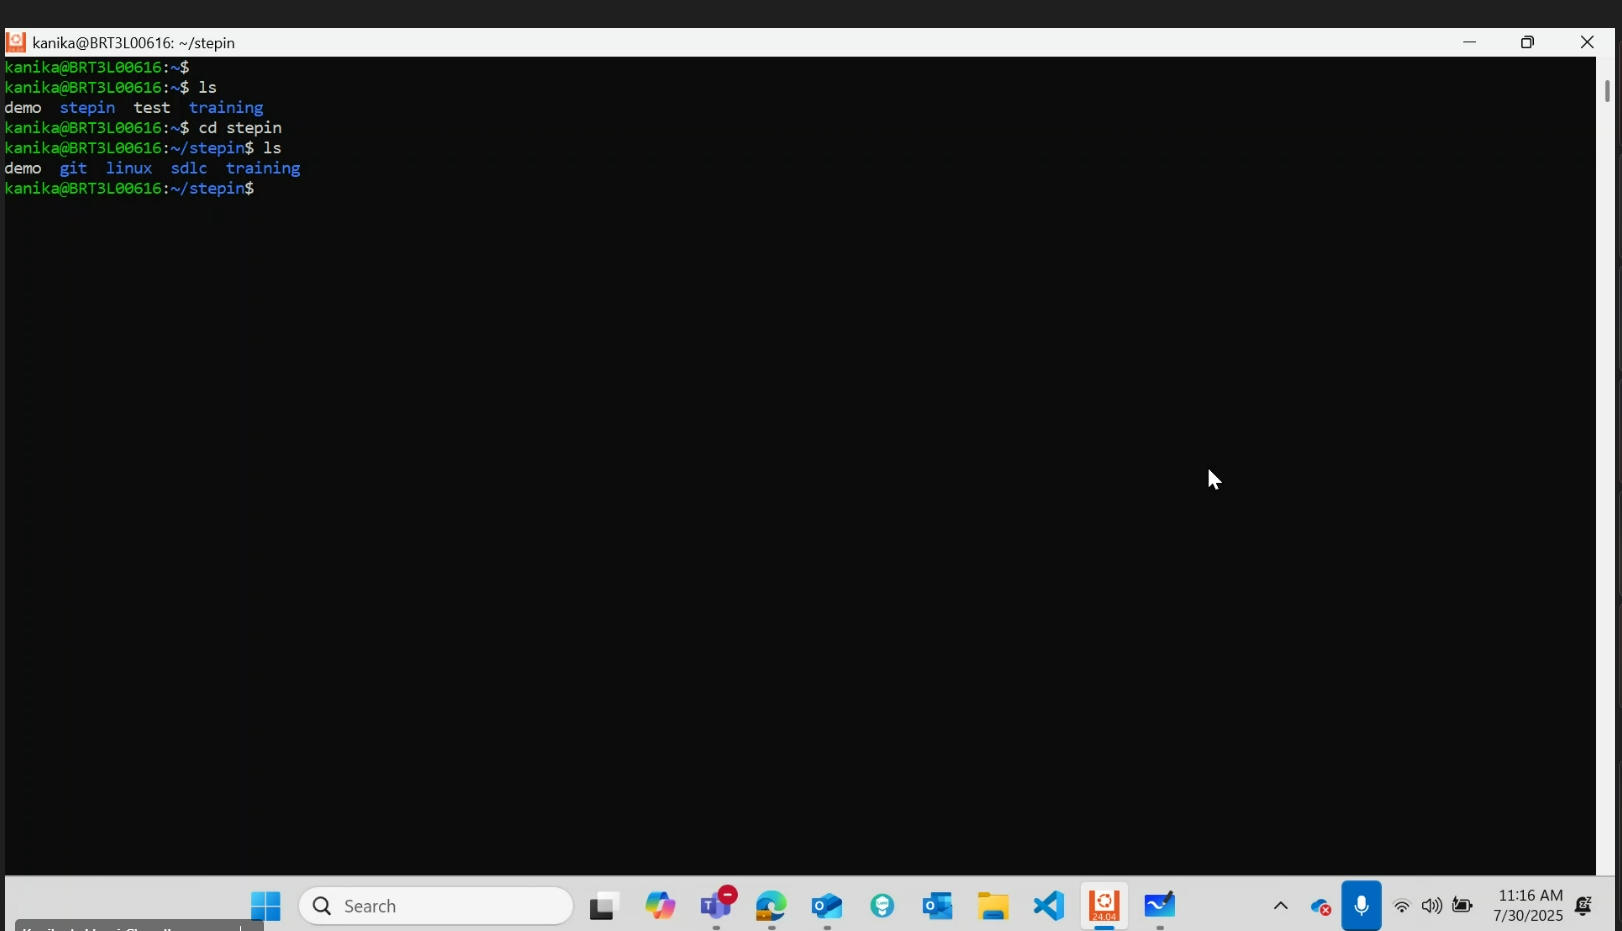 kanika@BRT3L00616: ~/stepin
kanika@BRT3L00616:~$
kanika@BRT3L00616:~$ ls
demo stepin test training
kanika@BRT3L00616:~$ cd stepin
kanika@BRT3L00616:~/stepin$ ls
demo git linux sdlc training
kanika@BRT3L00616:~/stepin$
Search
24.04
11:16 AM
7/30/2025